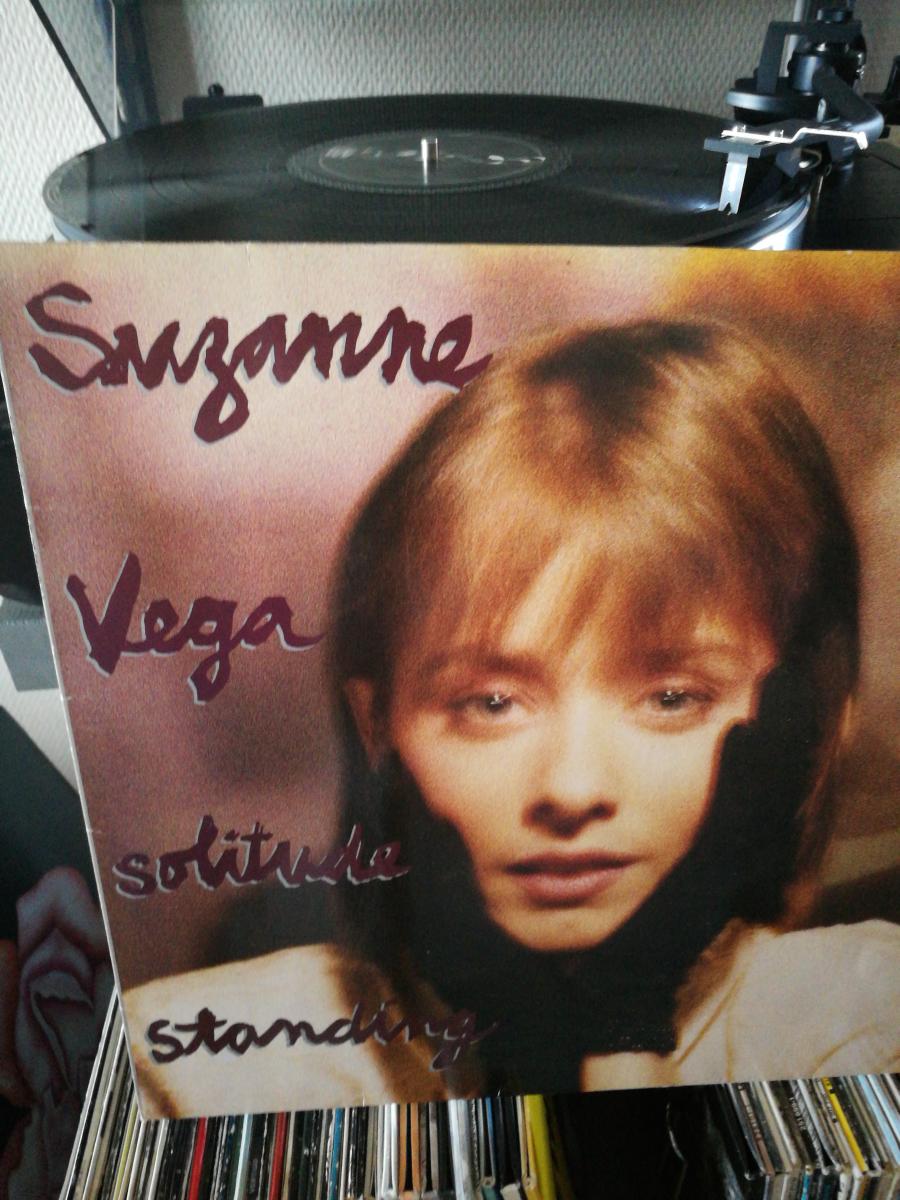 Suzanne
Vega
solitude
standing